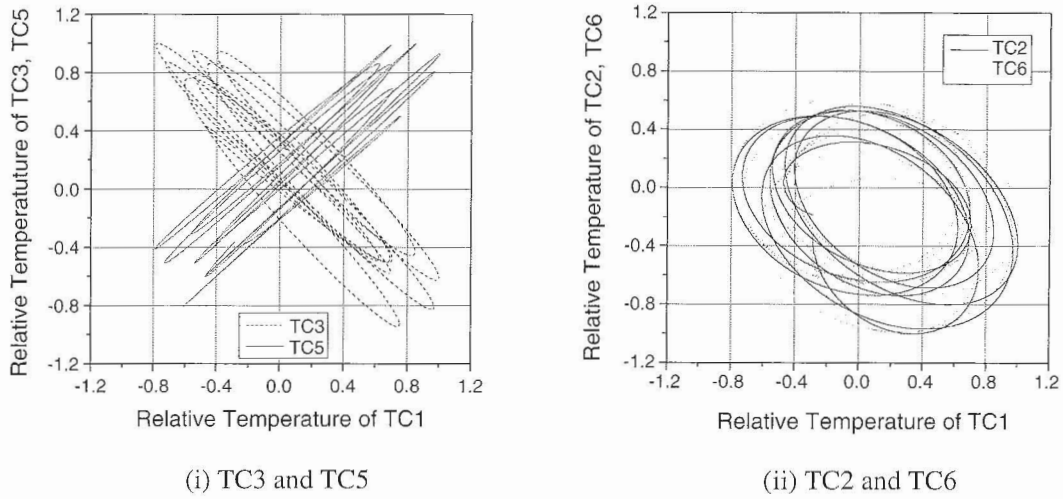 1.2
0.8
0.4
0.0
-0.4
-0.8
-1.2
-1.2 -0.8 -0.4 0.0 0.4 0.8 1.2
Relative Temperatuture of TC3, TC5
TC3
TC5
Relative Temperature of TC1
(i) TC3 and TC5
1.2
0.8
0.4
0.0
-0.4
-0.8
-1.2
-1.2 -0.8 -0.4 0.0 0.4 0.8 1.2
Relative Temperature of TC2, TC6
TC2
TC6
Relative Temperature of TC1
(ii) TC2 and TC6